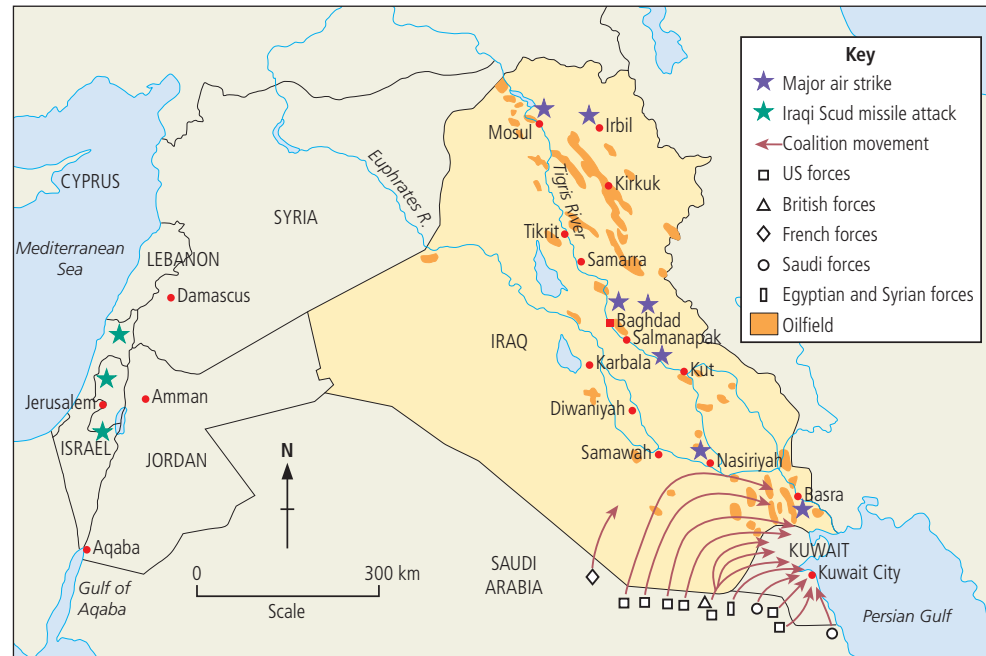 Key
Major air strike
Iraqi Scud missile attack
Coalition movement
US forces
British forces
French forces
Saudi forces
Egyptian and Syrian forces
Oilfield
Mosul
Irbil
CYPRUS
Euphrates R.
Tigris River
Kirkuk
SYRIA
Tikrit
Mediterranean
Sea
LEBANON
Samarra
Damascus
Baghdad
Salmanapak
IRAQ
Karbala
Kut
Jerusalem
Amman
Diwaniyah
ISRAEL
JORDAN
Samawah
Nasiriyah
N
Basra
Aqaba
SAUDI
ARABIA
KUWAIT
Kuwait City
Gulf of
Aqaba
0
300 km
Scale
Persian Gulf